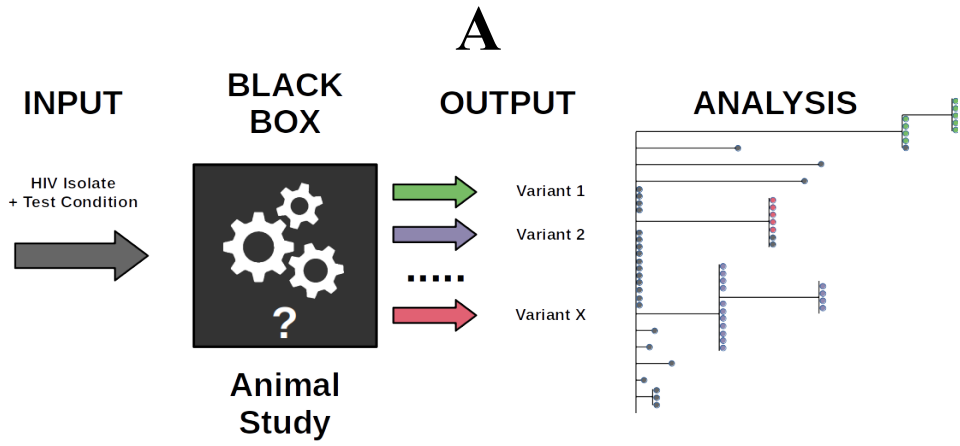 A
INPUT
BLACK
BOX
OUTPUT
ANALYSIS
HIV Isolate
+ Test Condition
Variant 1
Variant 2
.....
Variant X
?
Animal
Study